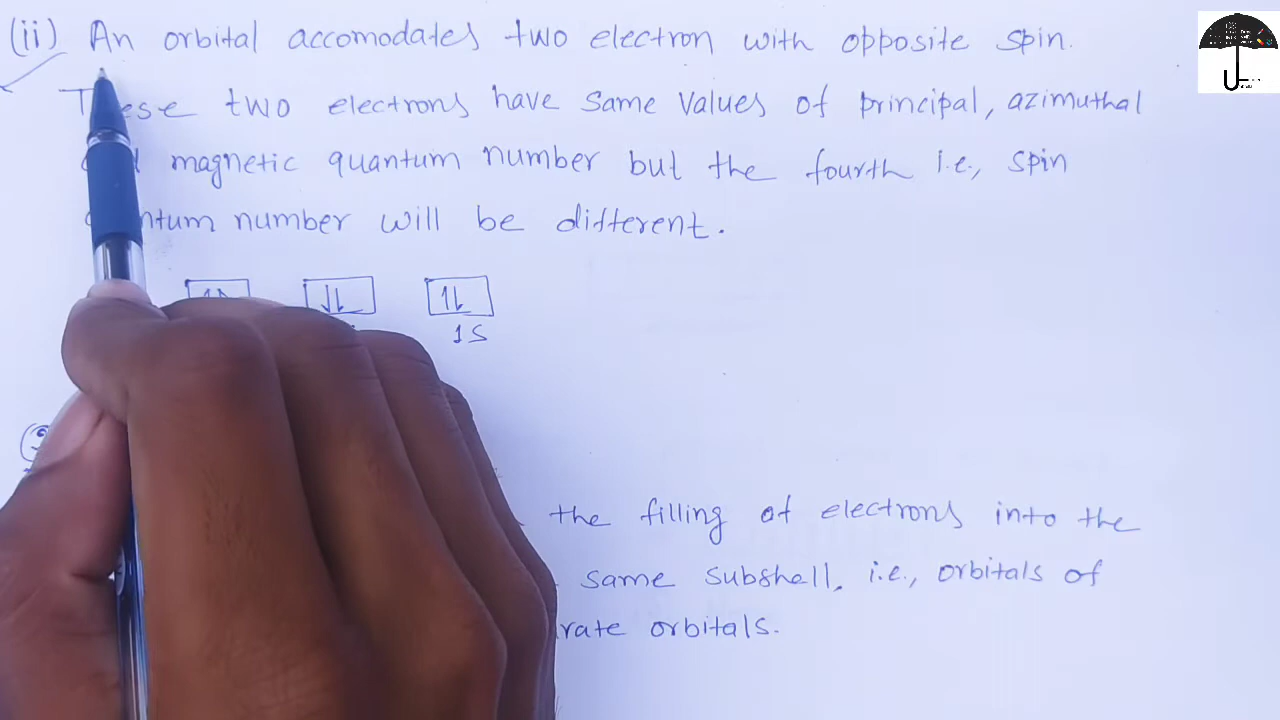 (ii) An orbital accomodates two electron with opposite spin.
These two electrons have same values of principal, azimuthal
magnetic quantum number but the fourth i.e., spin
quantum number will be different.
1S
the filling of electrons into the
same subshell, i.e., orbitals of
orbitals.